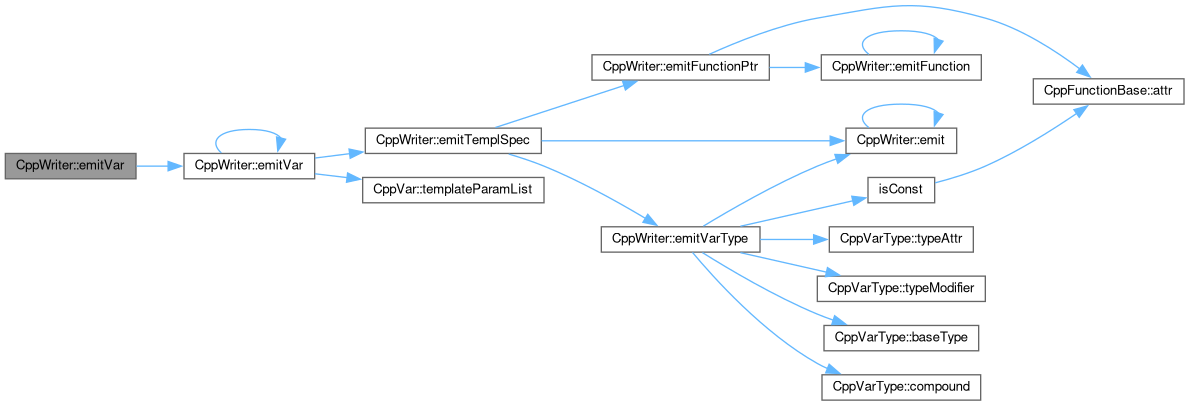 CppWriter::emitVar
CppWriter::emitVar
CppWriter::emitTemplSpec
CppVar::templateParamList
CppWriter::emitFunctionPtr
CppWriter::emitFunction
CppFunctionBase::attr
CppWriter::emit
isConst
CppWriter::emitVarType
CppVarType::typeAttr
CppVarType::typeModifier
CppVarType::baseType
CppVarType::compound